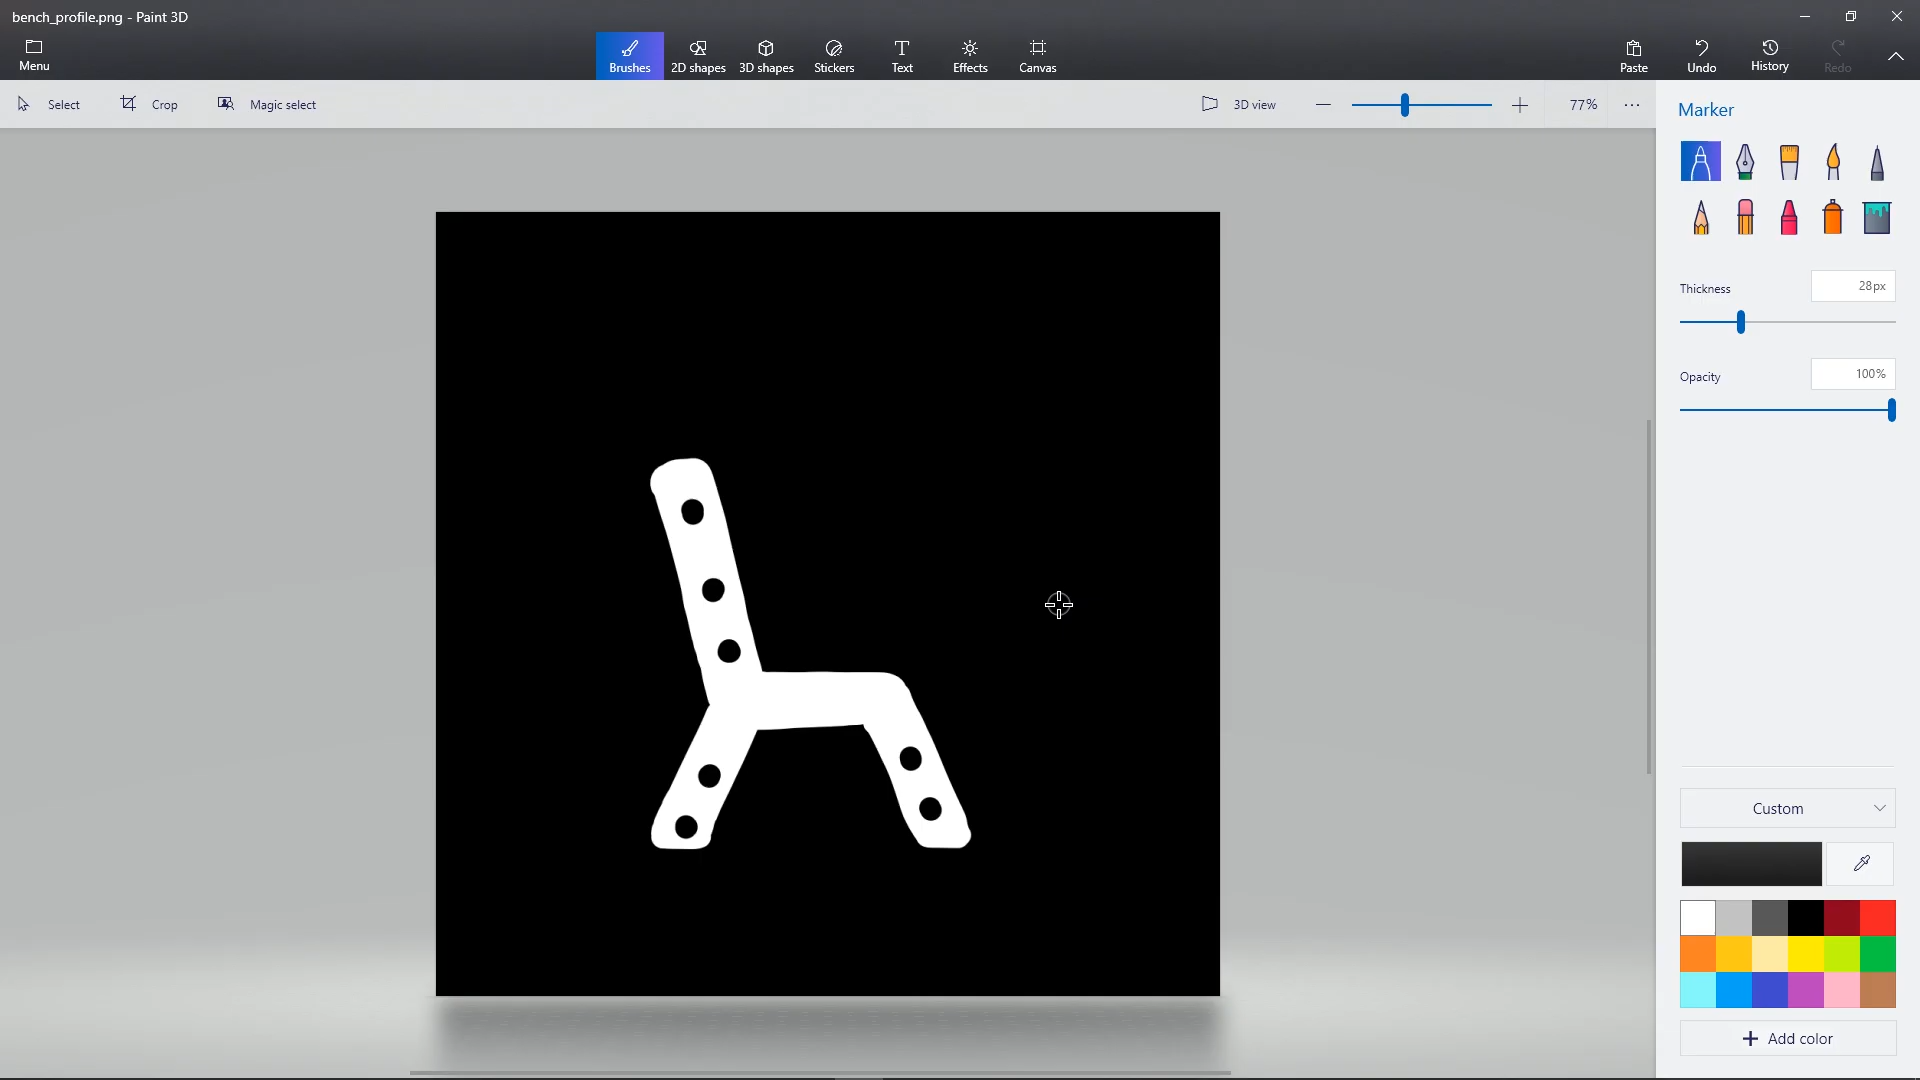 bench_profile.png - Paint 3D
Menu
Brushes
2D shapes
3D shapes
Stickers
Text
Effects
Canvas
Paste
Undo
History
Redo
Select
Crop
Magic select
3D view
77%
Marker
Thickness
28px
Opacity
100%
Custom
Add color